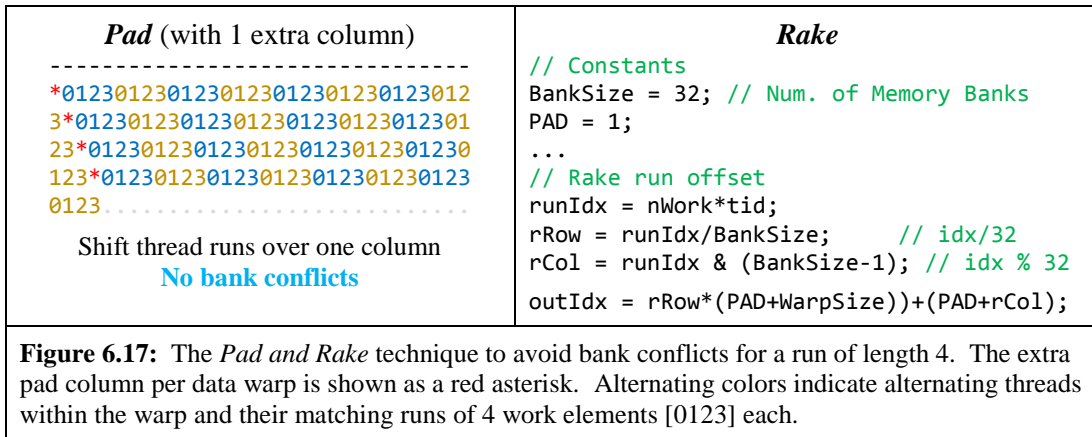 Pad (with 1 extra column)
--------------------------------
*0123012301230123012301230123012
3*012301230123012301230123012301
23*01230123012301230123012301230
123*0123012301230123012301230123
0123............................
Shift thread runs over one column
No bank conflicts
Rake
// Constants
BankSize = 32; // Num. of Memory Banks
PAD = 1;
...
// Rake run offset
runIdx = nWork*tid;
rRow = runIdx/BankSize; // idx/32
rCol = runIdx & (BankSize-1); // idx % 32
outIdx = rRow*(PAD+WarpSize))+(PAD+rCol);
Figure 6.17: The Pad and Rake technique to avoid bank conflicts for a run of length 4. The extra
pad column per data warp is shown as a red asterisk. Alternating colors indicate alternating threads
within the warp and their matching runs of 4 work elements [0123] each.